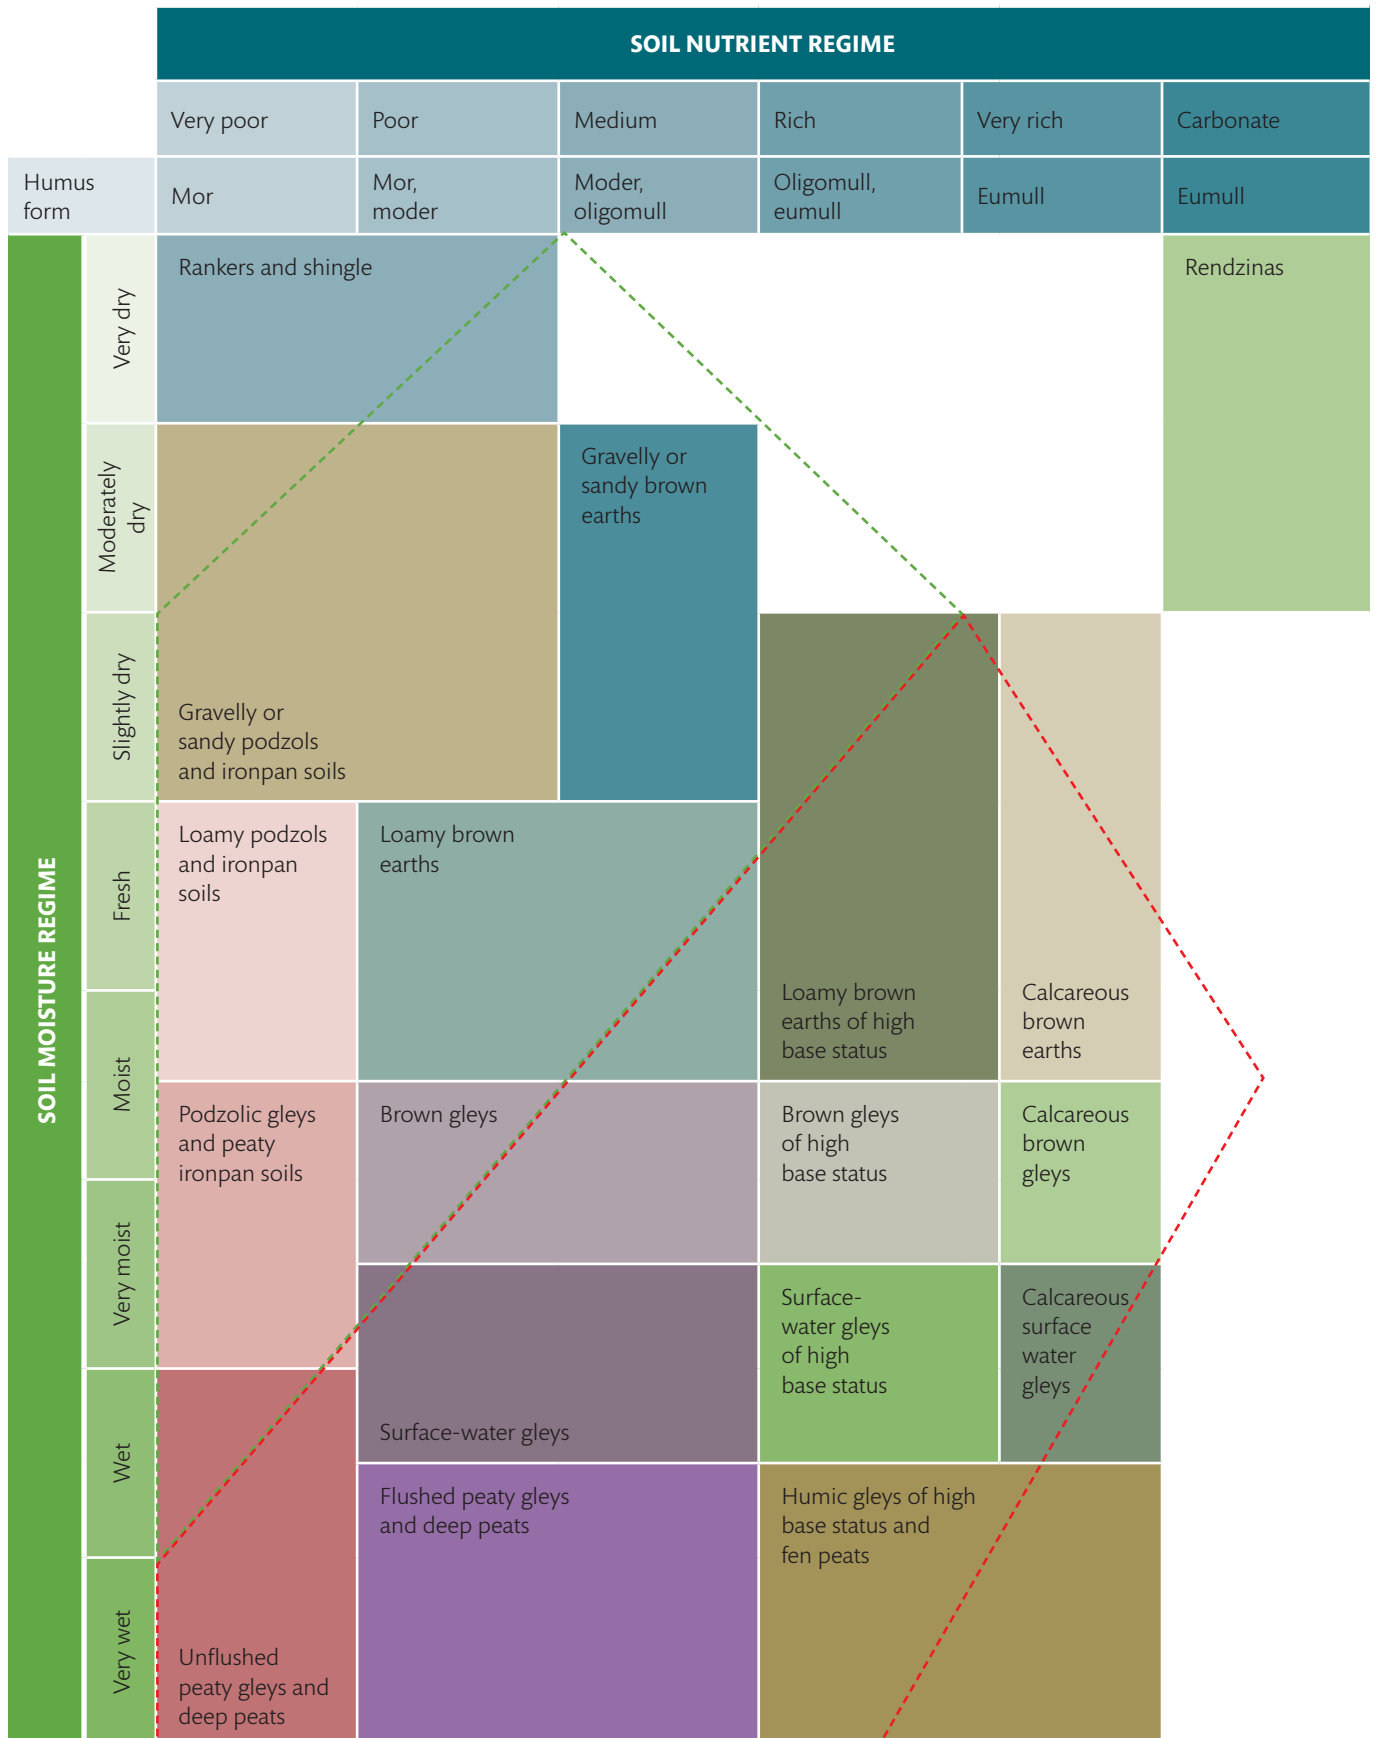 SOIL NUTRIENT REGIME
Very poor
Poor
Medium
Rich
Very rich
Carbonate
Humus
form
Mor
Mor,
moder
Moder,
oligomull
Oligomull,
eumull
Eumull
Eumull
SOIL MOISTURE REGIME
Very dry
Rankers and shingle
Rendzinas
Moderately
dry
Gravelly or
sandy brown
earths
Slightly dry
Gravelly or
sandy podzols
and ironpan soils
Fresh
Loamy podzols
and ironpan
soils
Loamy brown
earths
Loamy brown
earths of high
base status
Calcareous
brown
earths
Moist
Podzolic gleys
and peaty
ironpan soils
Brown gleys
Brown gleys
of high
base status
Calcareous
brown
gleys
Very moist
Surface-
water gleys
of high
base status
Calcareous
surface
water
gleys
Wet
Surface-water gleys
Flushed peaty gleys
and deep peats
Humic gleys of high
base status and
fen peats
Very wet
Unflushed
peaty gleys and
deep peats